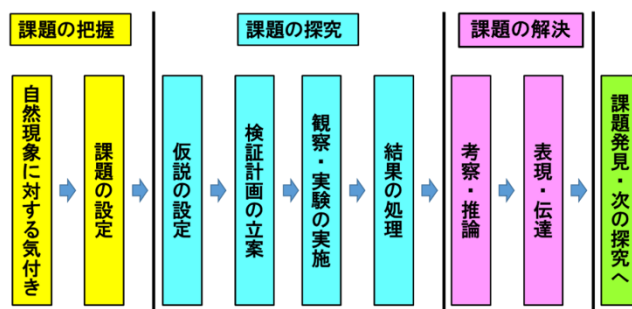 課題の把握
課題の探究
課題の解決
自然現象に対する気付き
課題の設定
仮説の設定
検証計画の立案
観察・実験の実施
結果の処理
考察・推論
表現・伝達
課題発見・次の探究へ